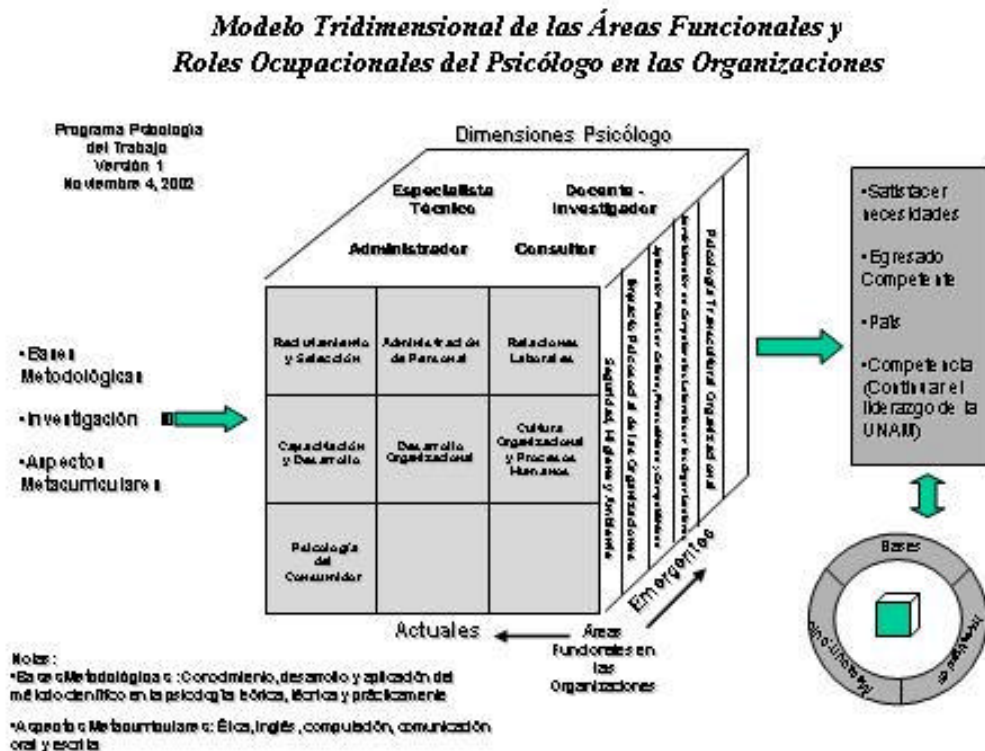 Modelo Tridimensional de las Áreas Funcionales y
Roles Ocupacionales del Psicólogo en las Organizaciones
Programa Psicología
del Trabajo
Versión 1
Noviembre 4, 2002
Dimensiones Psicólogo
Especialista
Técnico
Docente -
Investigador
Administrador
Consultor
•Bases
Metodológicas
•Investigación
•Aspectos
Metacurriculares
Reclutamiento
y Selección
Administración
de Personal
Relaciones
Laborales
Capacitación
y Desarrollo
Desarrollo
Organizacional
Cultura
Organizacional
y Procesos
Humanos
Psicología
del
Consumidor
Seguridad, Higiene y Ambiente
Impacto Psicosocial de las Organizaciones
Psicología Transcultural Organizacional
Actuales
Emergentes
Áreas
Funcionales en
las
Organizaciones
•Satisfacer
necesidades
•Egresado
Competente
•País
•Competencia
(Continuar el
liderazgo de la
UNAM)
Bases
Notas:
•Bases Metodológicas: Conocimiento, desarrollo y aplicación del
método científico en la psicología teórica, técnica y prácticamente
•Aspectos Metacurriculares: Ética, inglés, computación, comunicación
oral y escrita